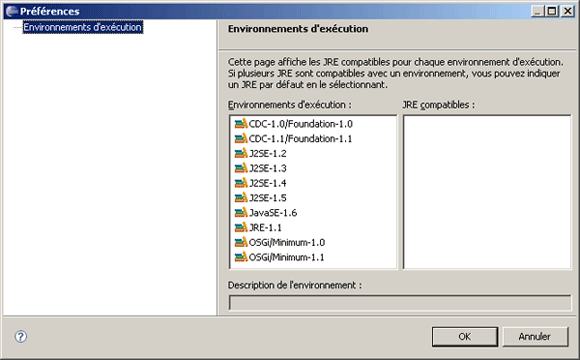 Préférences
Environnements d'exécution
Environnements d'exécution
Cette page affiche les JRE compatibles pour chaque environnement d'exécution.
Si plusieurs JRE sont compatibles avec un environnement, vous pouvez indiquer
un JRE par défaut en le sélectionnant.
Environnements d'exécution :
JRE compatibles :
CDC-1.0/Foundation-1.0
CDC-1.1/Foundation-1.1
J2SE-1.2
J2SE-1.3
J2SE-1.4
J2SE-1.5
JavaSE-1.6
JRE-1.1
OSGi/Minimum-1.0
OSGi/Minimum-1.1
Description de l'environnement :
?
OK
Annuler